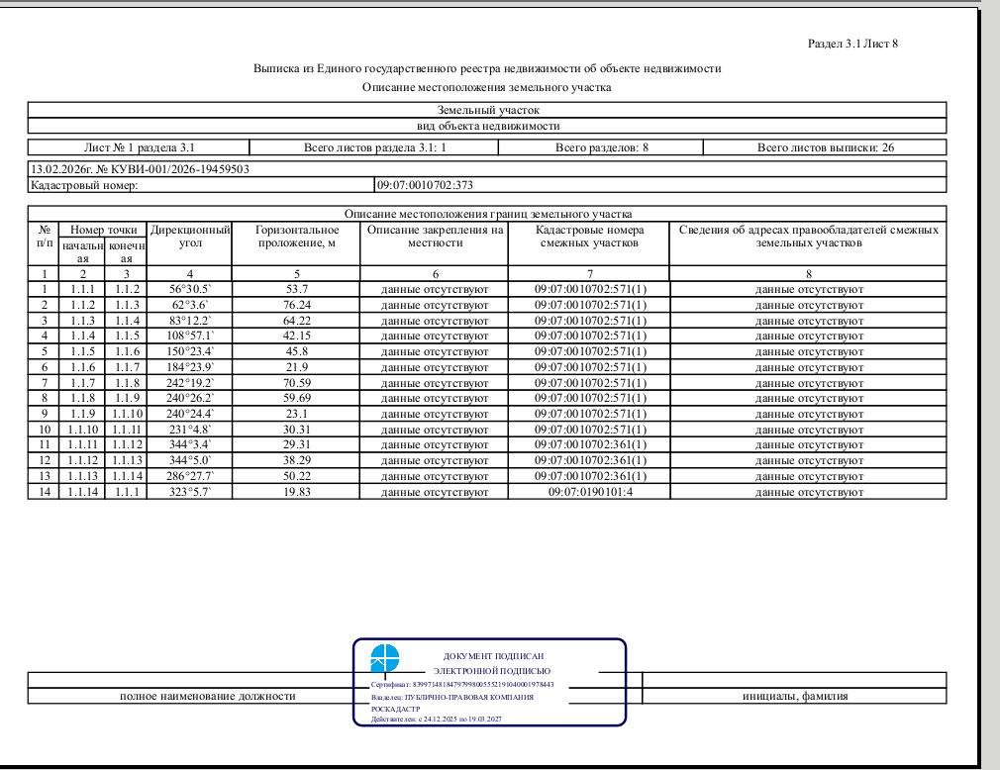 Раздел 3.1 Лист 8
Выписка из Единого государственного реестра недвижимости об объекте недвижимости
Описание местоположения земельного участка
Земельный участок
вид объекта недвижимости
Лист № 1 раздела 3.1 Всего листов раздела 3.1: 1 Всего разделов: 8 Всего листов выписки: 26
13.02.2026г. № КУВИ-001/2026-19459503
Кадастровый номер: 09:07:0010702:373
Описание местоположения границ земельного участка
№ п/п Номер точки Дирекционный угол Горизонтальное проложение, м Описание закрепления на местности Кадастровые номера смежных участков Сведения об адресах правообладателей смежных земельных участков
начальная конечная
1 2 3 4 5 6 7 8
1 1.1.1 1.1.2 56°30.5` 53.7 данные отсутствуют 09:07:0010702:571(1) данные отсутствуют
2 1.1.2 1.1.3 62°3.6` 76.24 данные отсутствуют 09:07:0010702:571(1) данные отсутствуют
3 1.1.3 1.1.4 83°12.2` 64.22 данные отсутствуют 09:07:0010702:571(1) данные отсутствуют
4 1.1.4 1.1.5 108°57.1` 42.15 данные отсутствуют 09:07:0010702:571(1) данные отсутствуют
5 1.1.5 1.1.6 150°23.4` 45.8 данные отсутствуют 09:07:0010702:571(1) данные отсутствуют
6 1.1.6 1.1.7 184°23.9` 21.9 данные отсутствуют 09:07:0010702:571(1) данные отсутствуют
7 1.1.7 1.1.8 242°19.2` 70.59 данные отсутствуют 09:07:0010702:571(1) данные отсутствуют
8 1.1.8 1.1.9 240°26.2` 59.69 данные отсутствуют 09:07:0010702:571(1) данные отсутствуют
9 1.1.9 1.1.10 240°24.4` 23.1 данные отсутствуют 09:07:0010702:571(1) данные отсутствуют
10 1.1.10 1.1.11 231°4.8` 30.31 данные отсутствуют 09:07:0010702:571(1) данные отсутствуют
11 1.1.11 1.1.12 344°3.4` 29.31 данные отсутствуют 09:07:0010702:361(1) данные отсутствуют
12 1.1.12 1.1.13 344°5.0` 38.29 данные отсутствуют 09:07:0010702:361(1) данные отсутствуют
13 1.1.13 1.1.14 286°27.7` 50.22 данные отсутствуют 09:07:0010702:361(1) данные отсутствуют
14 1.1.14 1.1.1 323°5.7` 19.83 данные отсутствуют 09:07:0190101:4 данные отсутствуют
ДОКУМЕНТ ПОДПИСАН
ЭЛЕКТРОННОЙ ПОДПИСЬЮ
Сертификат:
Владелец: ПУБЛИЧНО-ПРАВОВАЯ КОМПАНИЯ
РОСКАДАСТР
Действителен: с 24.12.2025 по 19.03.2027
полное наименование должности инициалы, фамилия